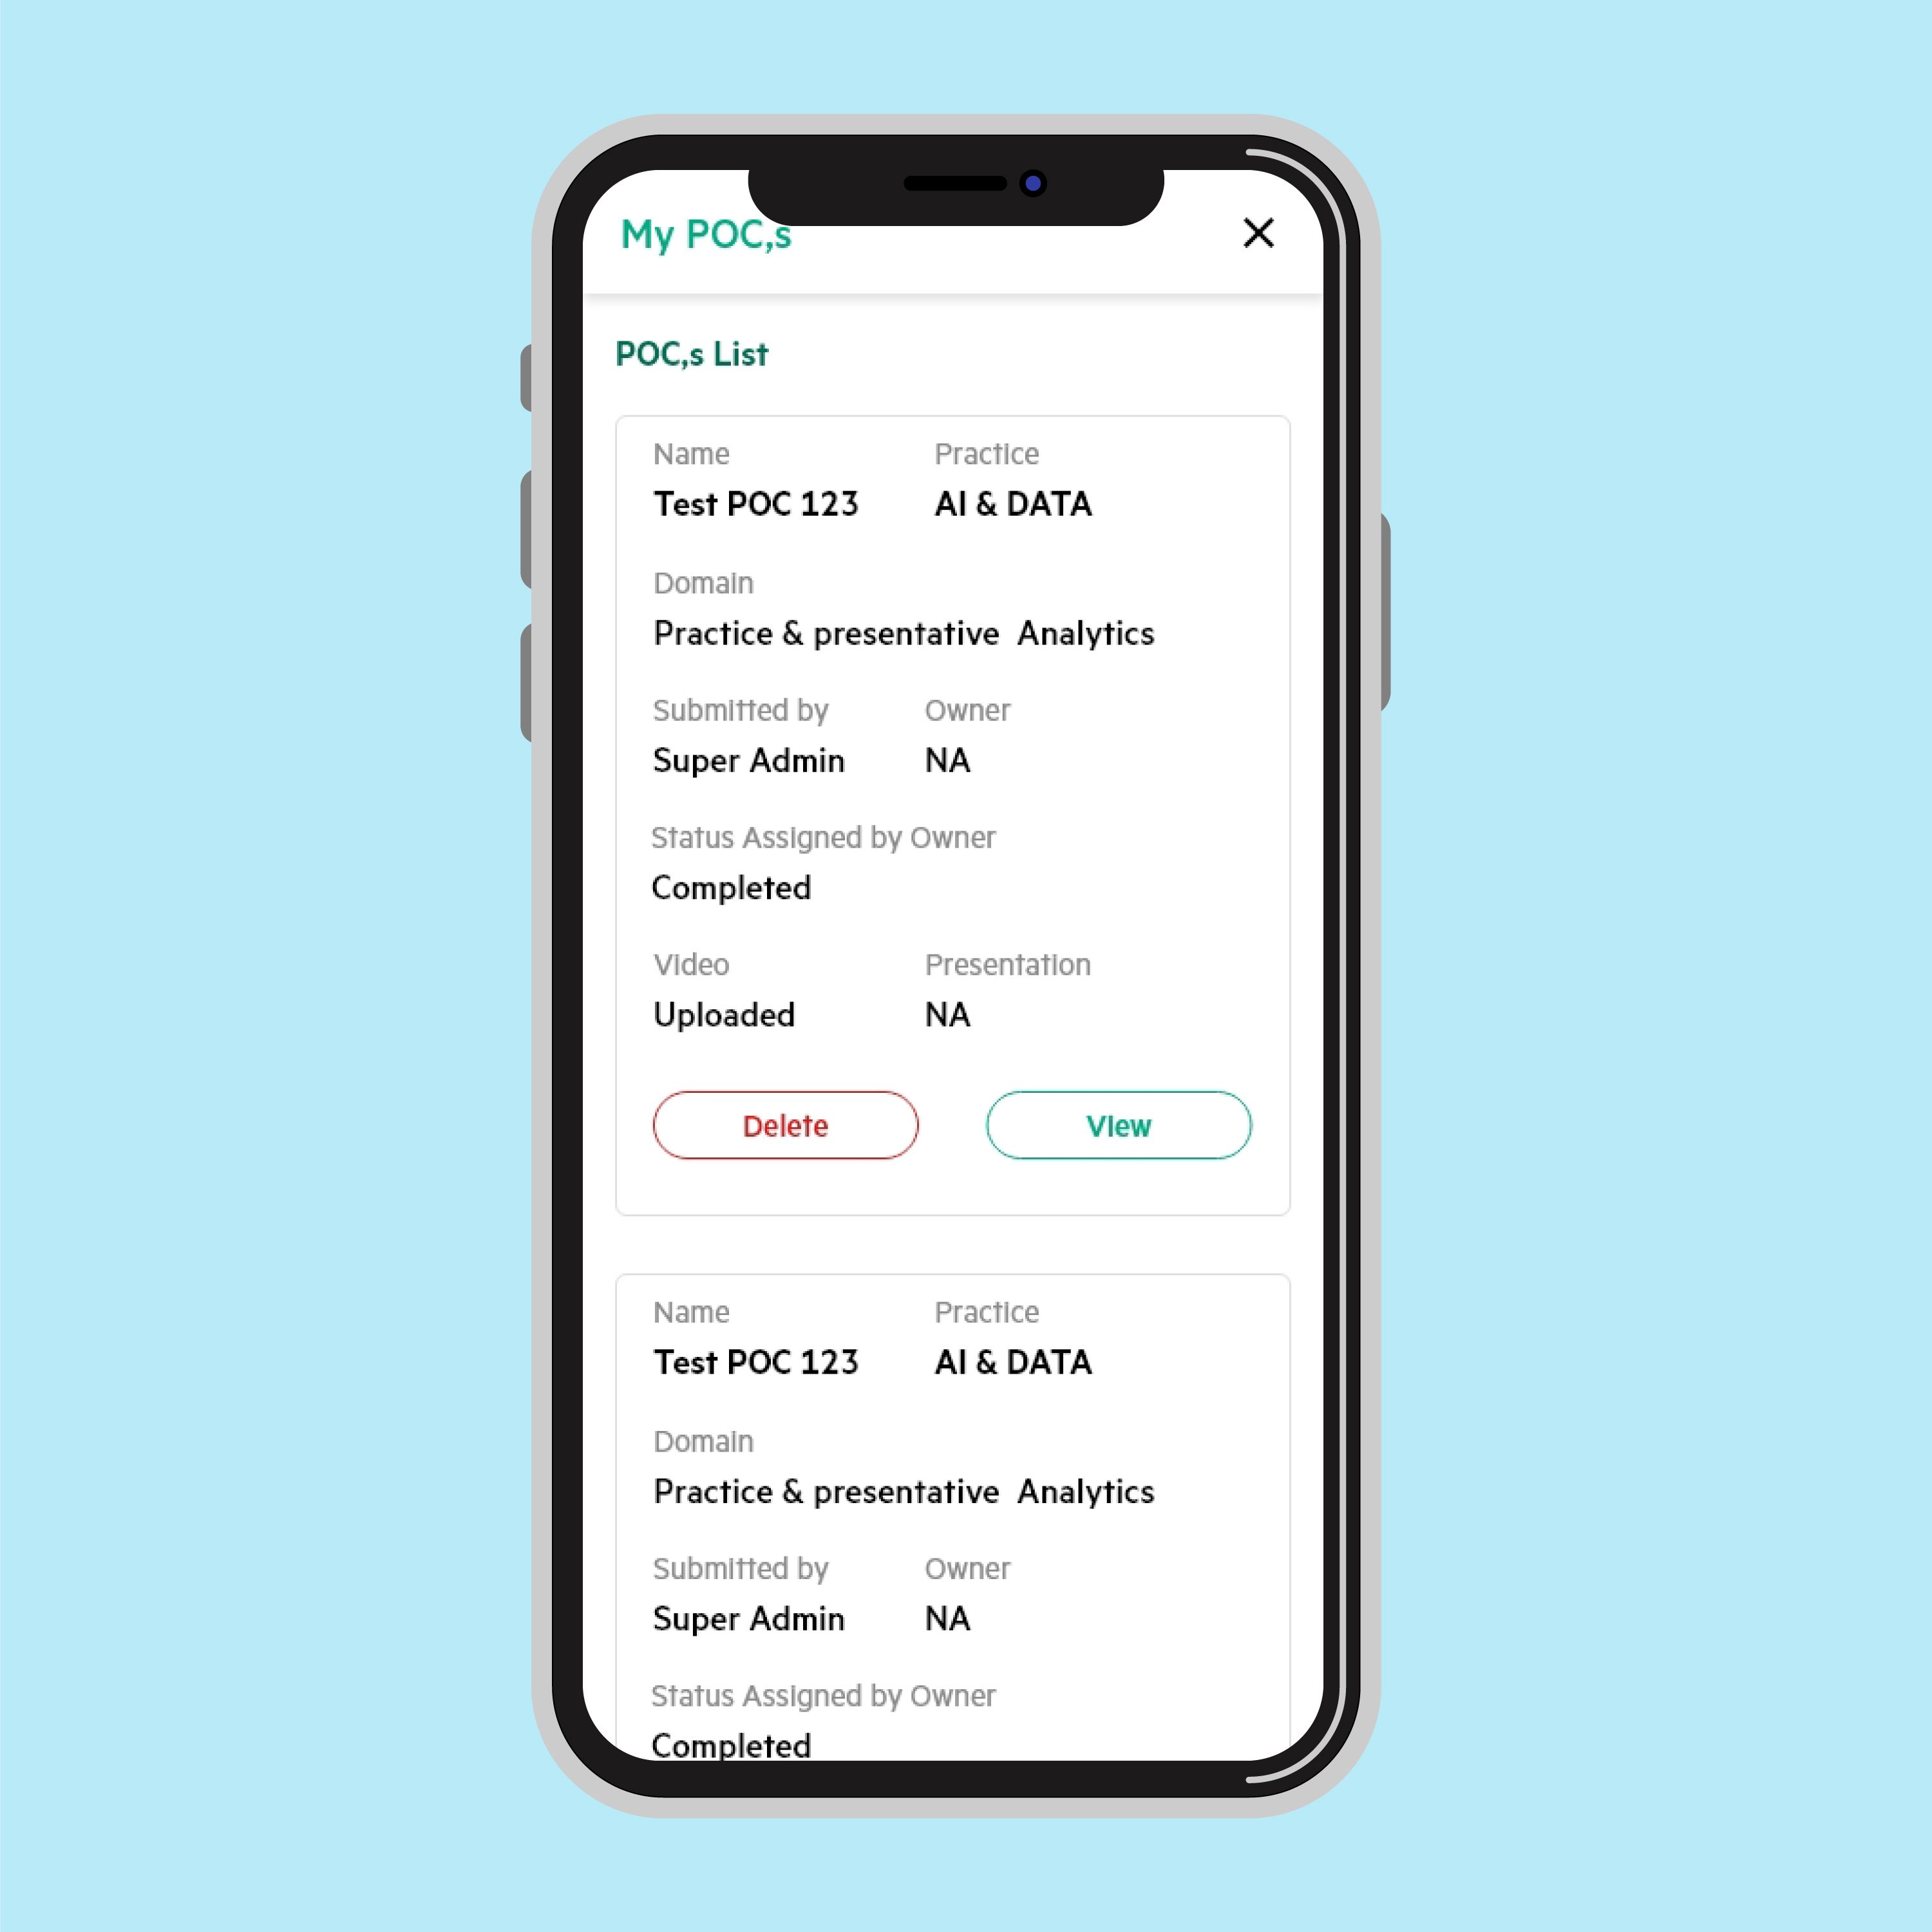 My POC,s
POC,s List
Name Practice
Test POC 123 AI & DATA
Domain
Practice & presentative Analytics
Submitted by Owner
Super Admin NA
Status Assigned by Owner
Completed
Video Presentation
Uploaded NA
Delete View
Name Practice
Test POC 123 AI & DATA
Domain
Practice & presentative Analytics
Submitted by Owner
Super Admin NA
Status Assigned by Owner
Completed